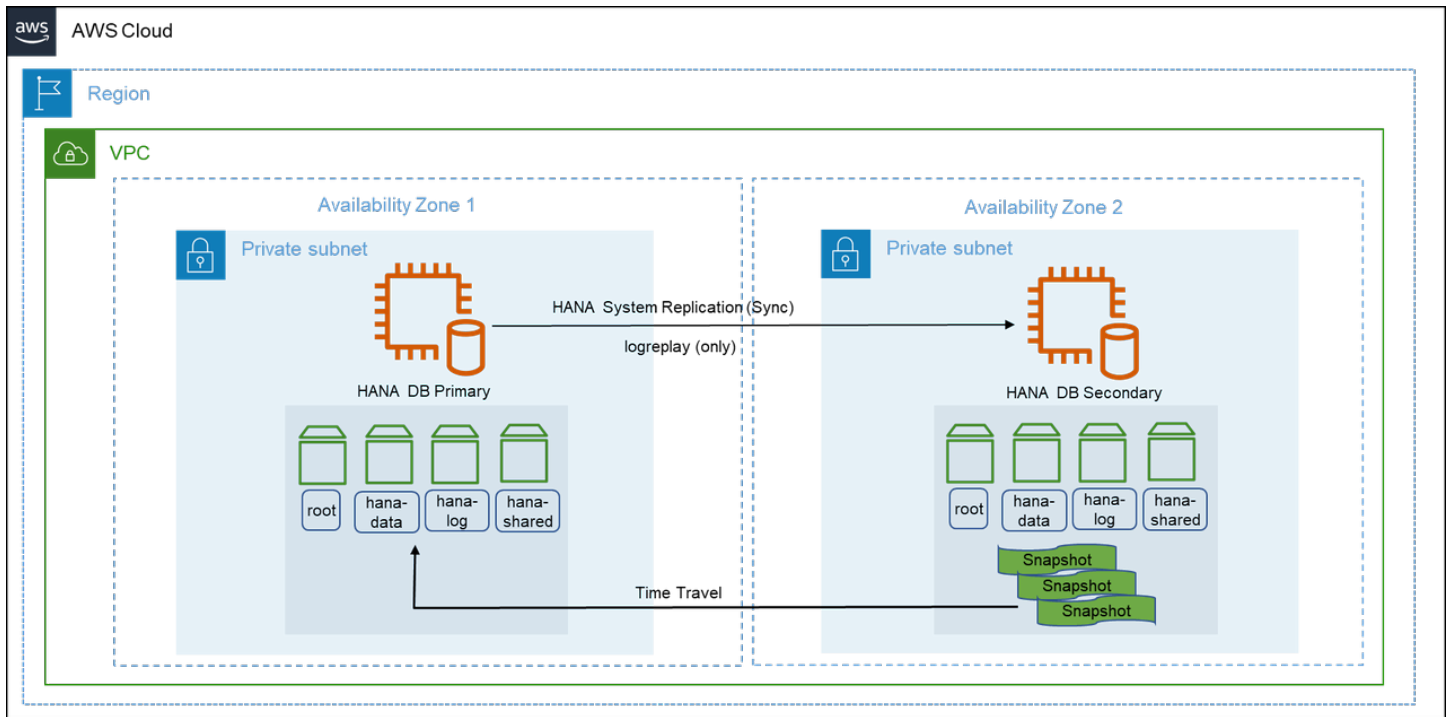 aws
AWS Cloud
Region
VPC
Availability Zone 1
Availability Zone 2
Private subnet
Private subnet
HANA System Replication (Sync)
logreplay (only)
HANA DB Primary
HANA DB Secondary
root
hana-
data
hana-
log
hana-
shared
root
hana-
data
hana-
log
hana-
shared
Snapshot
Snapshot
Snapshot
Time Travel